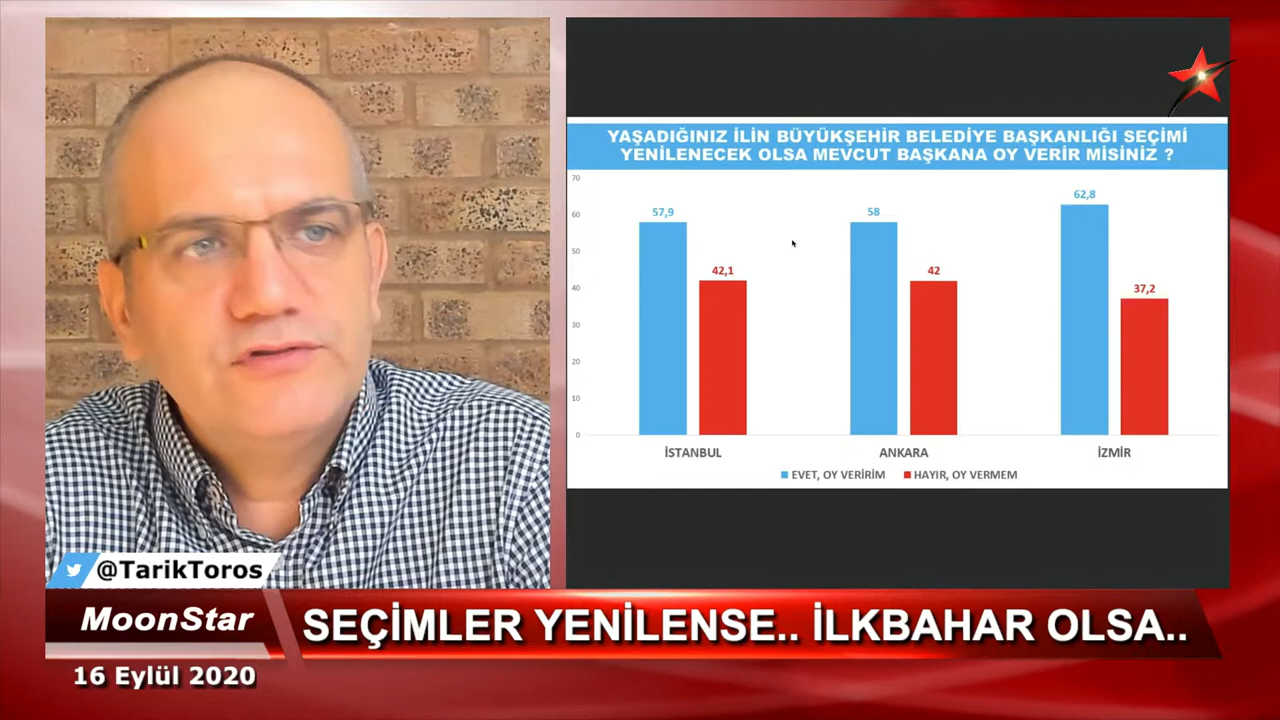 YAŞADIĞINIZ İLİN BÜYÜKŞEHİR BELEDİYE BAŞKANLIĞI SEÇİMİ
YENİLENECEK OLSA MEVCUT BAŞKANA OY VERİR MİSİNİZ ?
70
60
50
40
30
20
10
0
57,9
42,1
58
42
62,8
37,2
İSTANBUL
ANKARA
İZMİR
EVET, OY VERİRİM
HAYIR, OY VERMEM
@TarikToros
MoonStar
SEÇİMLER YENİLENSE.. İLKBAHAR OLSA..
16 Eylül 2020